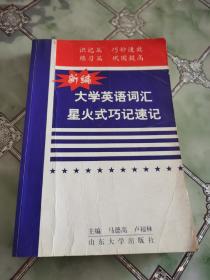 识记篇 巧妙速效
练习篇 巩固提高
新编
大学英语词汇
星火式巧记速记
主编 马德高 卢福林
山东大学出版社